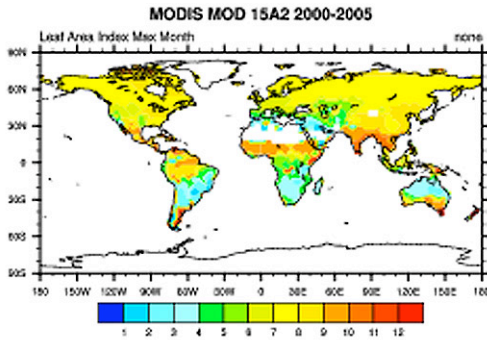 MODIS MOD 15A2 2000-2005
Leaf Area Index Max Month none
90N
60N
30N
0
30S
60S
90S
180 150W 120W 90W 60W 30W 0 30E 60E 90E 120E 150E 180
1 2 3 4 5 6 7 8 9 10 11 12